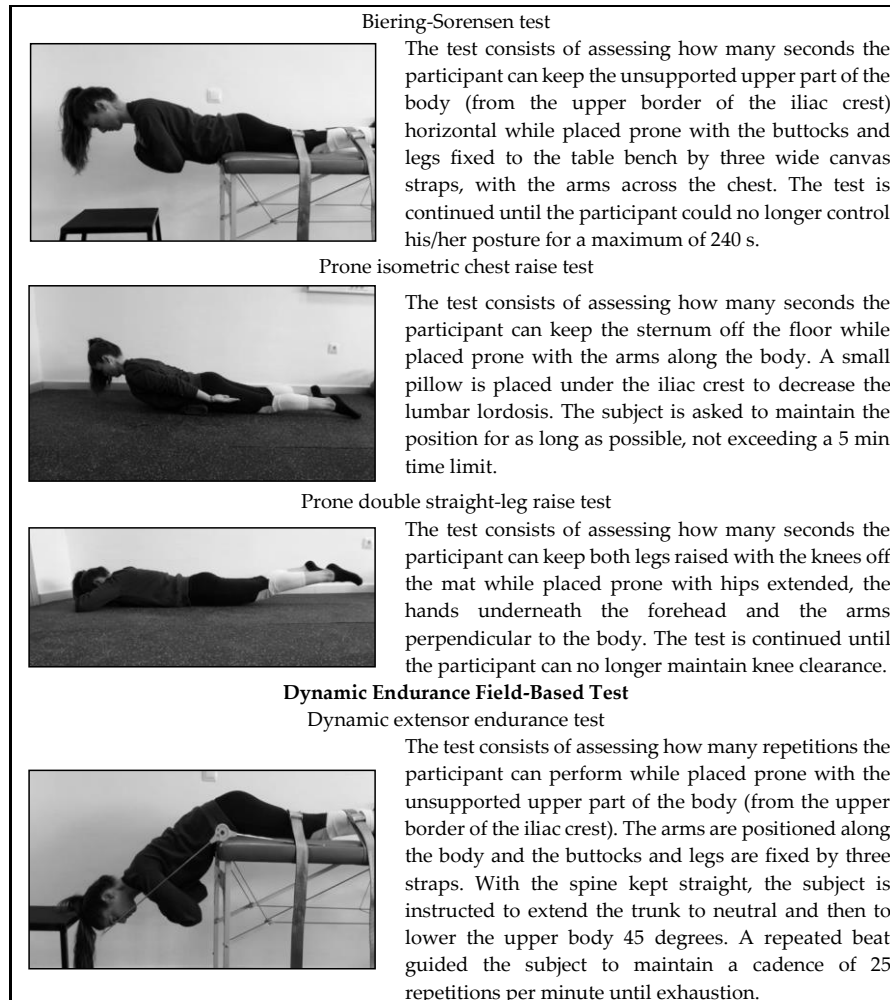 Biering-Sorensen test
The test consists of assessing how many seconds the
participant can keep the unsupported upper part of the
body (from the upper border of the iliac crest)
horizontal while placed prone with the buttocks and
legs fixed to the table bench by three wide canvas
straps, with the arms across the chest. The test is
continued until the participant could no longer control
his/her posture for a maximum of 240 s.
Prone isometric chest raise test
The test consists of assessing how many seconds the
participant can keep the sternum off the floor while
placed prone with the arms along the body. A small
pillow is placed under the iliac crest to decrease the
lumbar lordosis. The subject is asked to maintain the
position for as long as possible, not exceeding a 5 min
time limit.
Prone double straight-leg raise test
The test consists of assessing how many seconds the
participant can keep both legs raised with the knees off
the mat while placed prone with hips extended, the
hands underneath the forehead and the arms
perpendicular to the body. The test is continued until
the participant can no longer maintain knee clearance.
Dynamic Endurance Field-Based Test
Dynamic extensor endurance test
The test consists of assessing how many repetitions the
participant can perform while placed prone with the
unsupported upper part of the body (from the upper
border of the iliac crest). The arms are positioned along
the body and the buttocks and legs are fixed by three
straps. With the spine kept straight, the subject is
instructed to extend the trunk to neutral and then to
lower the upper body 45 degrees. A repeated beat
guided the subject to maintain a cadence of 25
repetitions per minute until exhaustion.